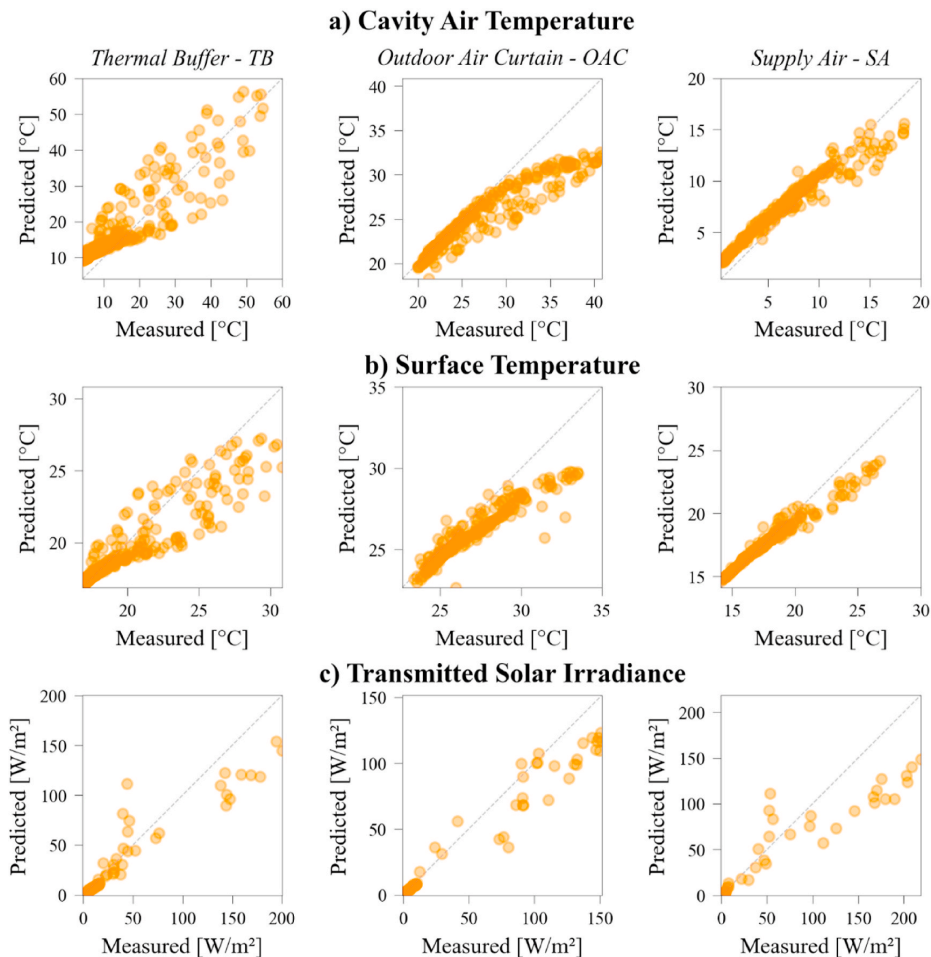 a) Cavity Air Temperature
Thermal Buffer - TB
Outdoor Air Curtain - OAC
Supply Air - SA
Predicted [°C]
60
50
40
30
20
10
10 20 30 40 50 60
Measured [°C]
Predicted [°C]
40
35
30
25
20
20 25 30 35 40
Measured [°C]
Predicted [°C]
20
15
10
5
5 10 15 20
Measured [°C]
b) Surface Temperature
Predicted [°C]
30
25
20
20 25 30
Measured [°C]
Predicted [°C]
35
30
25
25 30 35
Measured [°C]
Predicted [°C]
30
25
20
15
15 20 25 30
Measured [°C]
c) Transmitted Solar Irradiance
Predicted [W/m²]
200
150
100
50
0
0 50 100 150 200
Measured [W/m²]
Predicted [W/m²]
150
100
50
0
0 50 100 150
Measured [W/m²]
Predicted [W/m²]
200
150
100
50
0
0 50 100 150 200
Measured [W/m²]